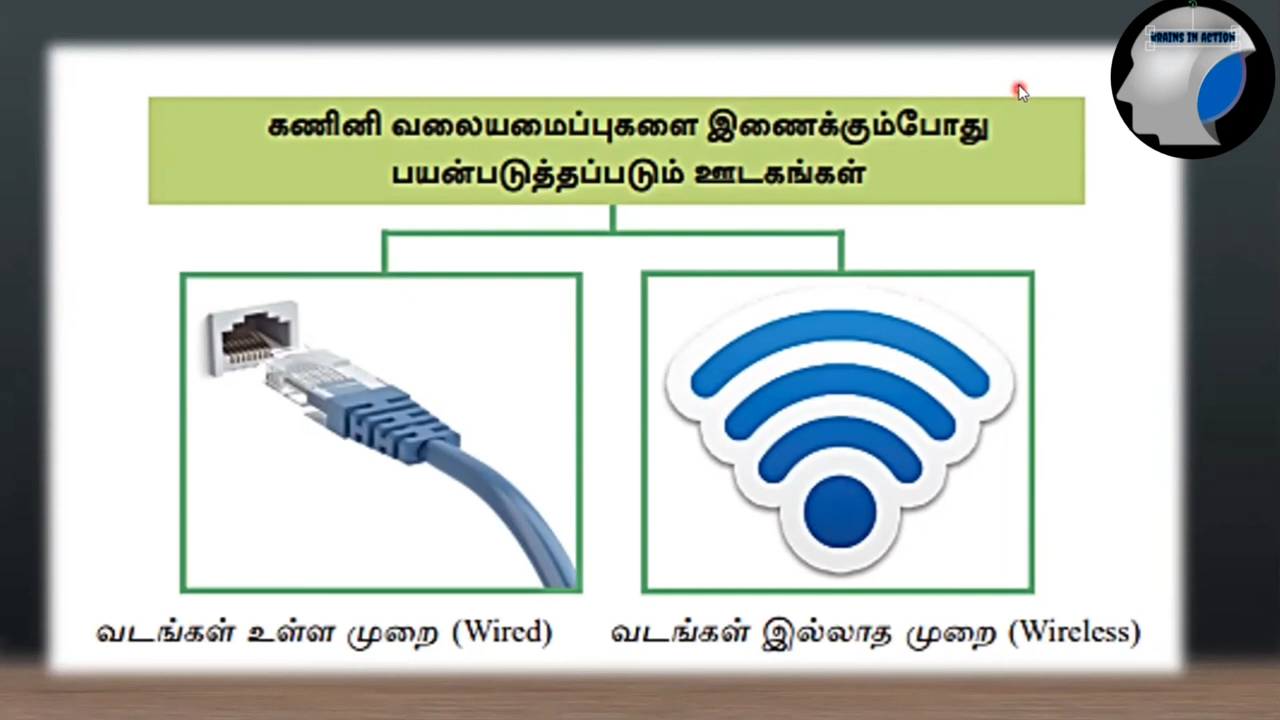 BRAINS IN ACTION
கணினி வலையமைப்புகளை இணைக்கும்போது
பயன்படுத்தப்படும் ஊடகங்கள்
வடங்கள் உள்ள முறை (Wired)
வடங்கள் இல்லாத முறை (Wireless)